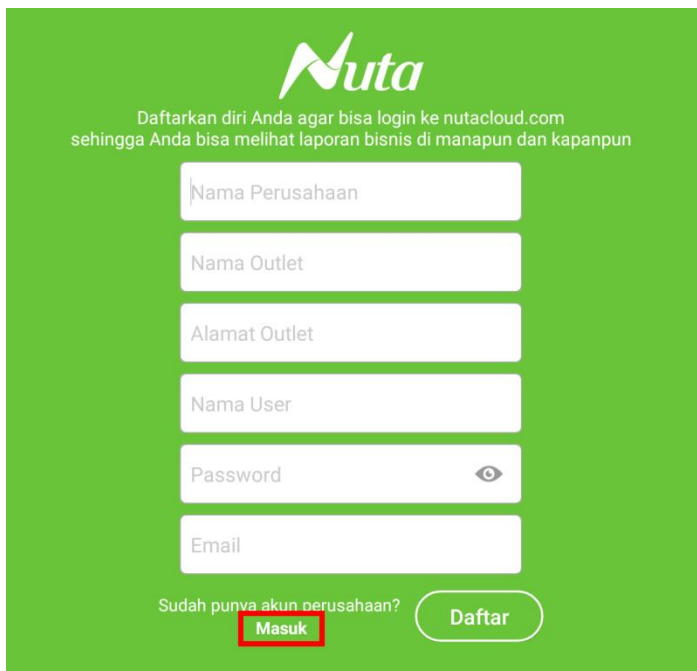 Nuta
Daftarkan diri Anda agar bisa login ke nutacloud.com
sehingga Anda bisa melihat laporan bisnis di manapun dan kapanpun
Nama Perusahaan
Nama Outlet
Alamat Outlet
Nama User
Password
Email
Sudah punya akun perusahaan?
Masuk
Daftar